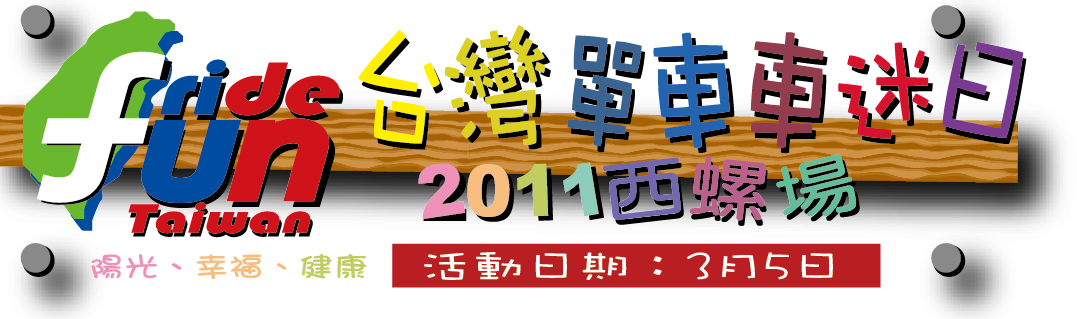 fride
fun
Taiwan
台灣單車車迷日
2011西螺場
陽光、幸福、健康
活動日期：3月5日